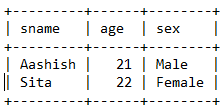 +---------+------+--------+
| sname   | age  | sex    |
+---------+------+--------+
| Aashish |   21 | Male   |
| Sita    |   22 | Female |
+---------+------+--------+